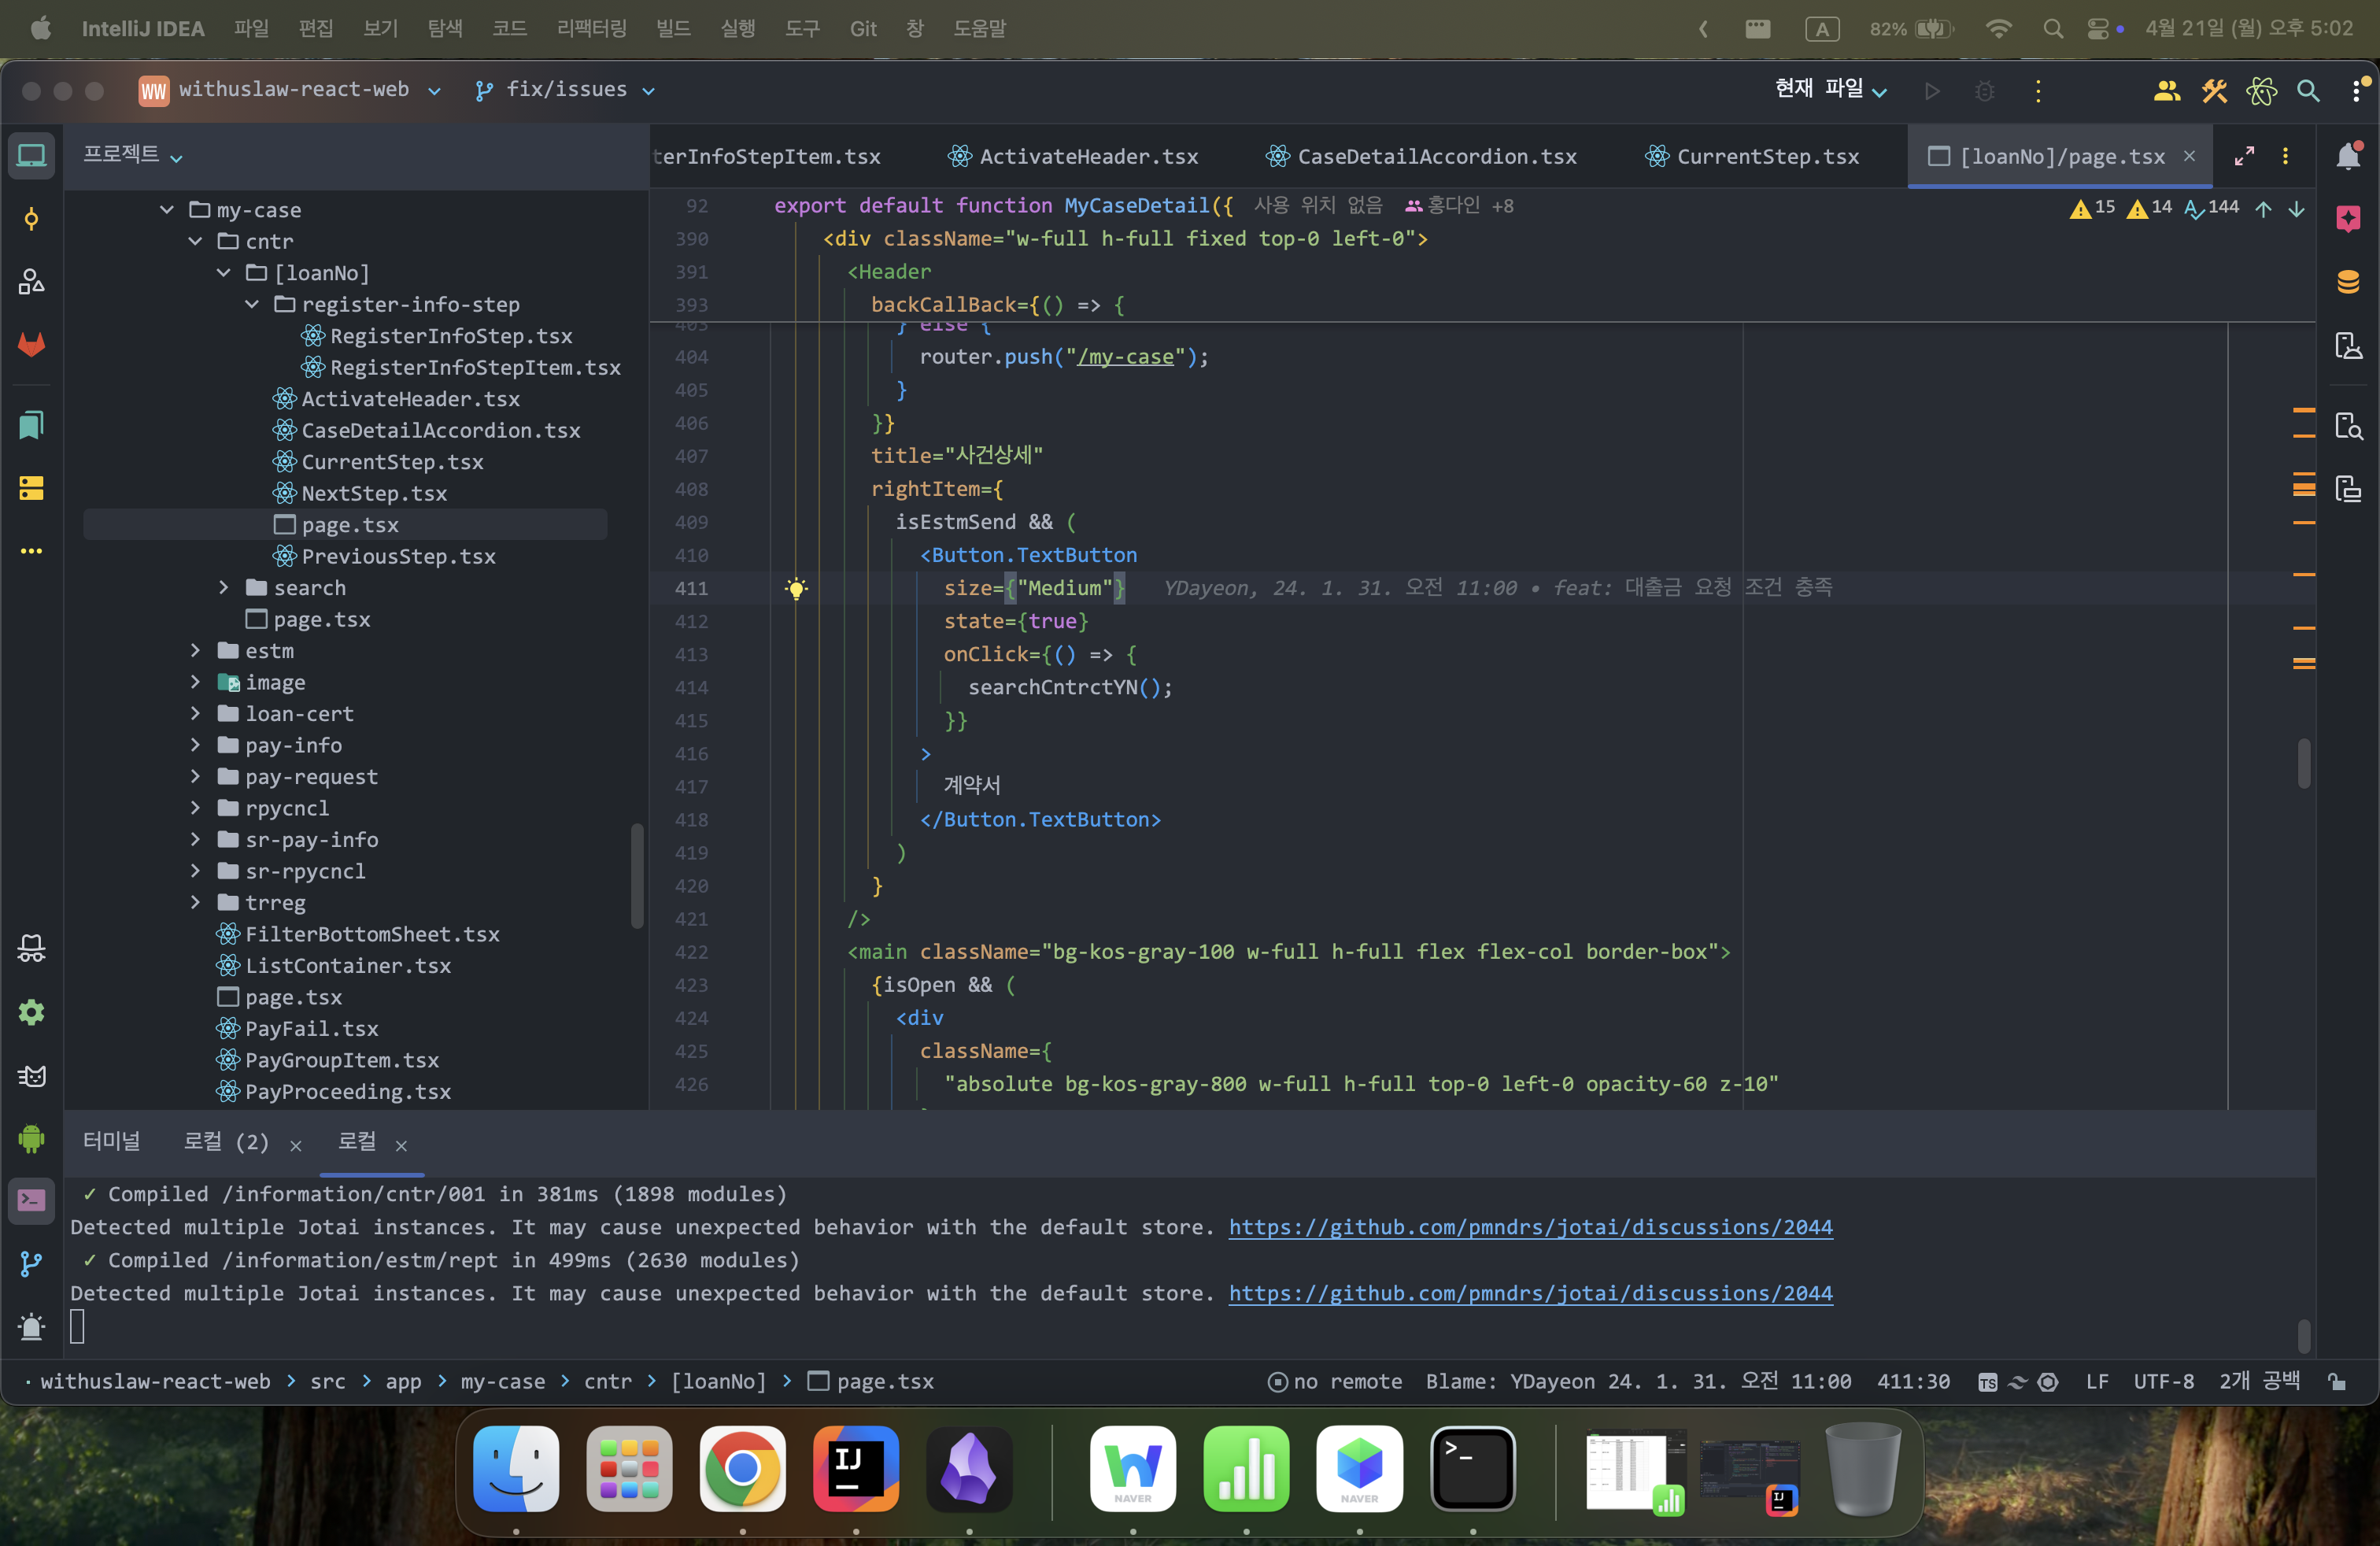 IntelliJ IDEA 파일 편집 보기 탐색 코드 리팩터링 빌드 실행 도구 Git 창 도움말 A 82% 4월 21일 (월) 오후 5:02
WW withuslaw-react-web fix/issues 현재 파일
프로젝트
terInfoStepItem.tsx ActivateHeader.tsx CaseDetailAccordion.tsx CurrentStep.tsx [loanNo]/page.tsx
my-case
cntr
[loanNo]
register-info-step
RegisterInfoStep.tsx
RegisterInfoStepItem.tsx
ActivateHeader.tsx
CaseDetailAccordion.tsx
CurrentStep.tsx
NextStep.tsx
page.tsx
PreviousStep.tsx
search
page.tsx
estm
image
loan-cert
pay-info
pay-request
rpycncl
sr-pay-info
sr-rpycncl
trreg
FilterBottomSheet.tsx
ListContainer.tsx
page.tsx
PayFail.tsx
PayGroupItem.tsx
PayProceeding.tsx
92 export default function MyCaseDetail({ 사용 위치 없음 홍다인 +8
15 14 144
390 <div className="w-full h-full fixed top-0 left-0">
391 <Header
393 backCallBack={() => {
403 } else {
404 router.push("/my-case");
405 }
406 }}
407 title="사건상세"
408 rightItem={
409 isEstmSend && (
410 <Button.TextButton
411 size={"Medium"} YDayeon, 24. 1. 31. 오전 11:00 • feat: 대출금 요청 조건 충족
412 state={true}
413 onClick={() => {
414 searchCntrctYN();
415 }}
416 >
417 계약서
418 </Button.TextButton>
419 )
420 }
421 />
422 <main className="bg-kos-gray-100 w-full h-full flex flex-col border-box">
423 {isOpen && (
424 <div
425 className={
426 "absolute bg-kos-gray-800 w-full h-full top-0 left-0 opacity-60 z-10"
터미널 로컬 (2) 로컬
✓ Compiled /information/cntr/001 in 381ms (1898 modules)
Detected multiple Jotai instances. It may cause unexpected behavior with the default store. https://github.com/pmndrs/jotai/discussions/2044
✓ Compiled /information/estm/rept in 499ms (2630 modules)
Detected multiple Jotai instances. It may cause unexpected behavior with the default store. https://github.com/pmndrs/jotai/discussions/2044
withuslaw-react-web > src > app > my-case > cntr > [loanNo] > page.tsx no remote Blame: YDayeon 24. 1. 31. 오전 11:00 411:30 TS LF UTF-8 2개 공백
IJ NAVER NAVER >_ IJ